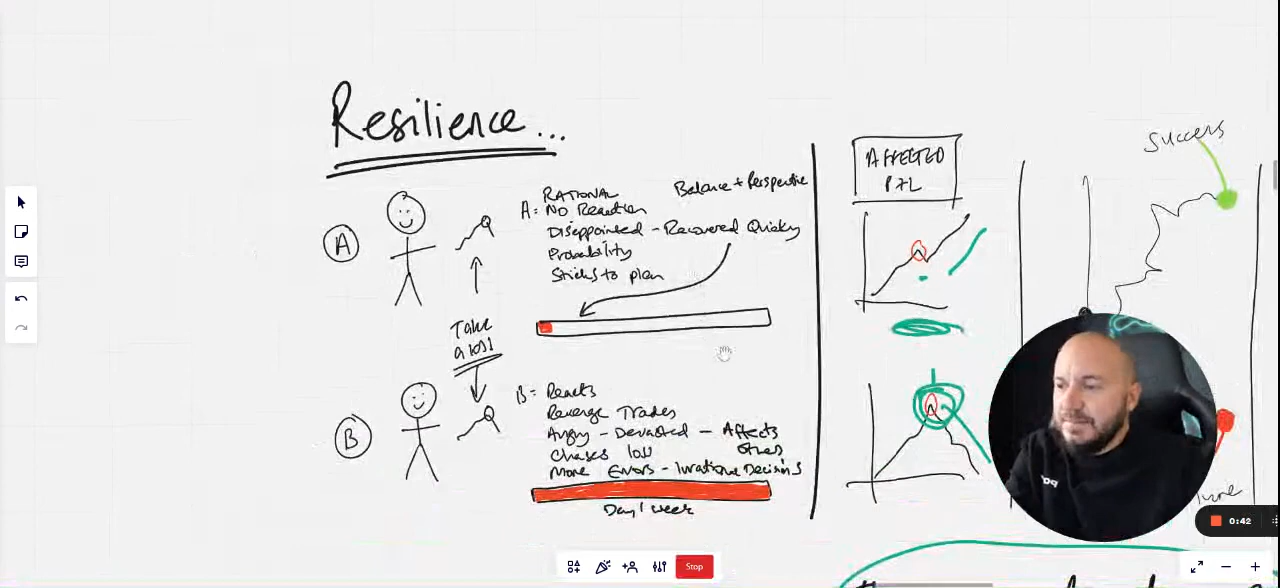 Resilience...
A
RATIONAL
A: No Reaction
Disappointed - Recovered Quickly
Probability
Sticks to plan
Balance + Perspective
Take
a loss
B
B = Reacts
Revenge Trades
Angry - Devasted - Affects
others
Chases loss
More Errors - Irrational Decisions
Day / week
AFFECTED
P+L
Success
Stop
0:42